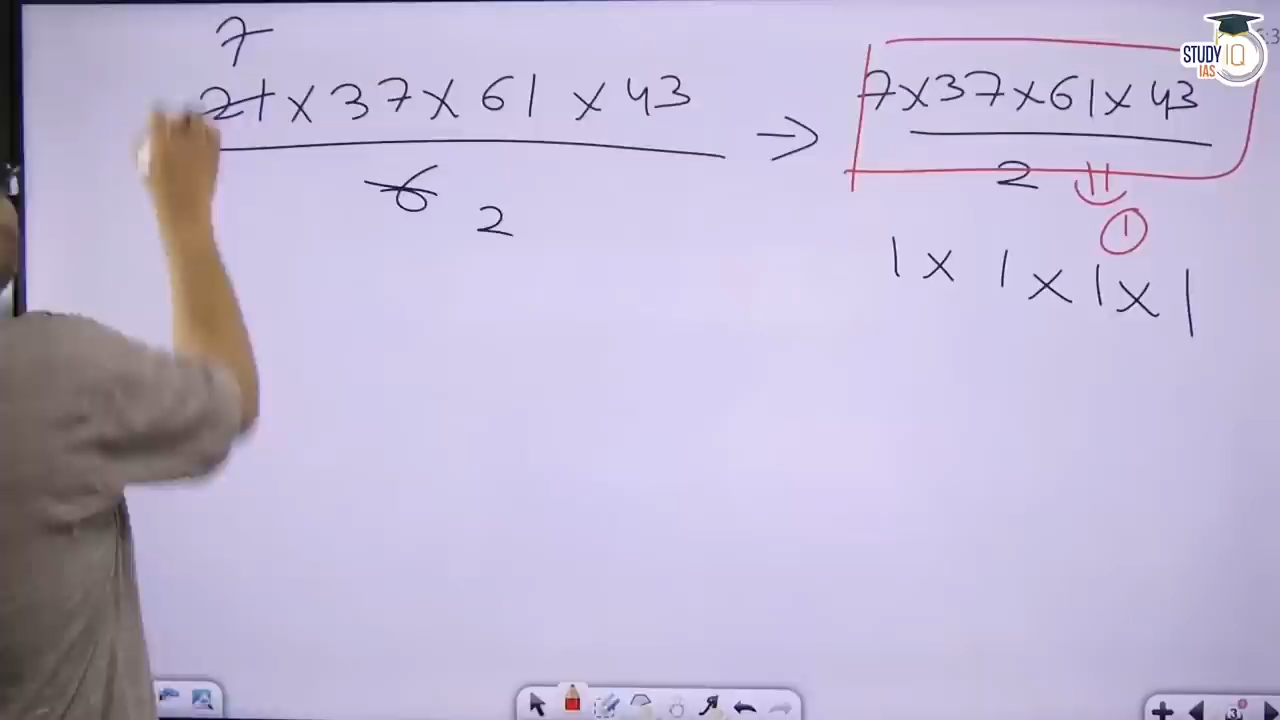 7
21 x 37 x 61 x 43
6
2
→
7 x 37 x 61 x 43
2
1
1 x 1 x 1 x 1
STUDY IQ
IAS